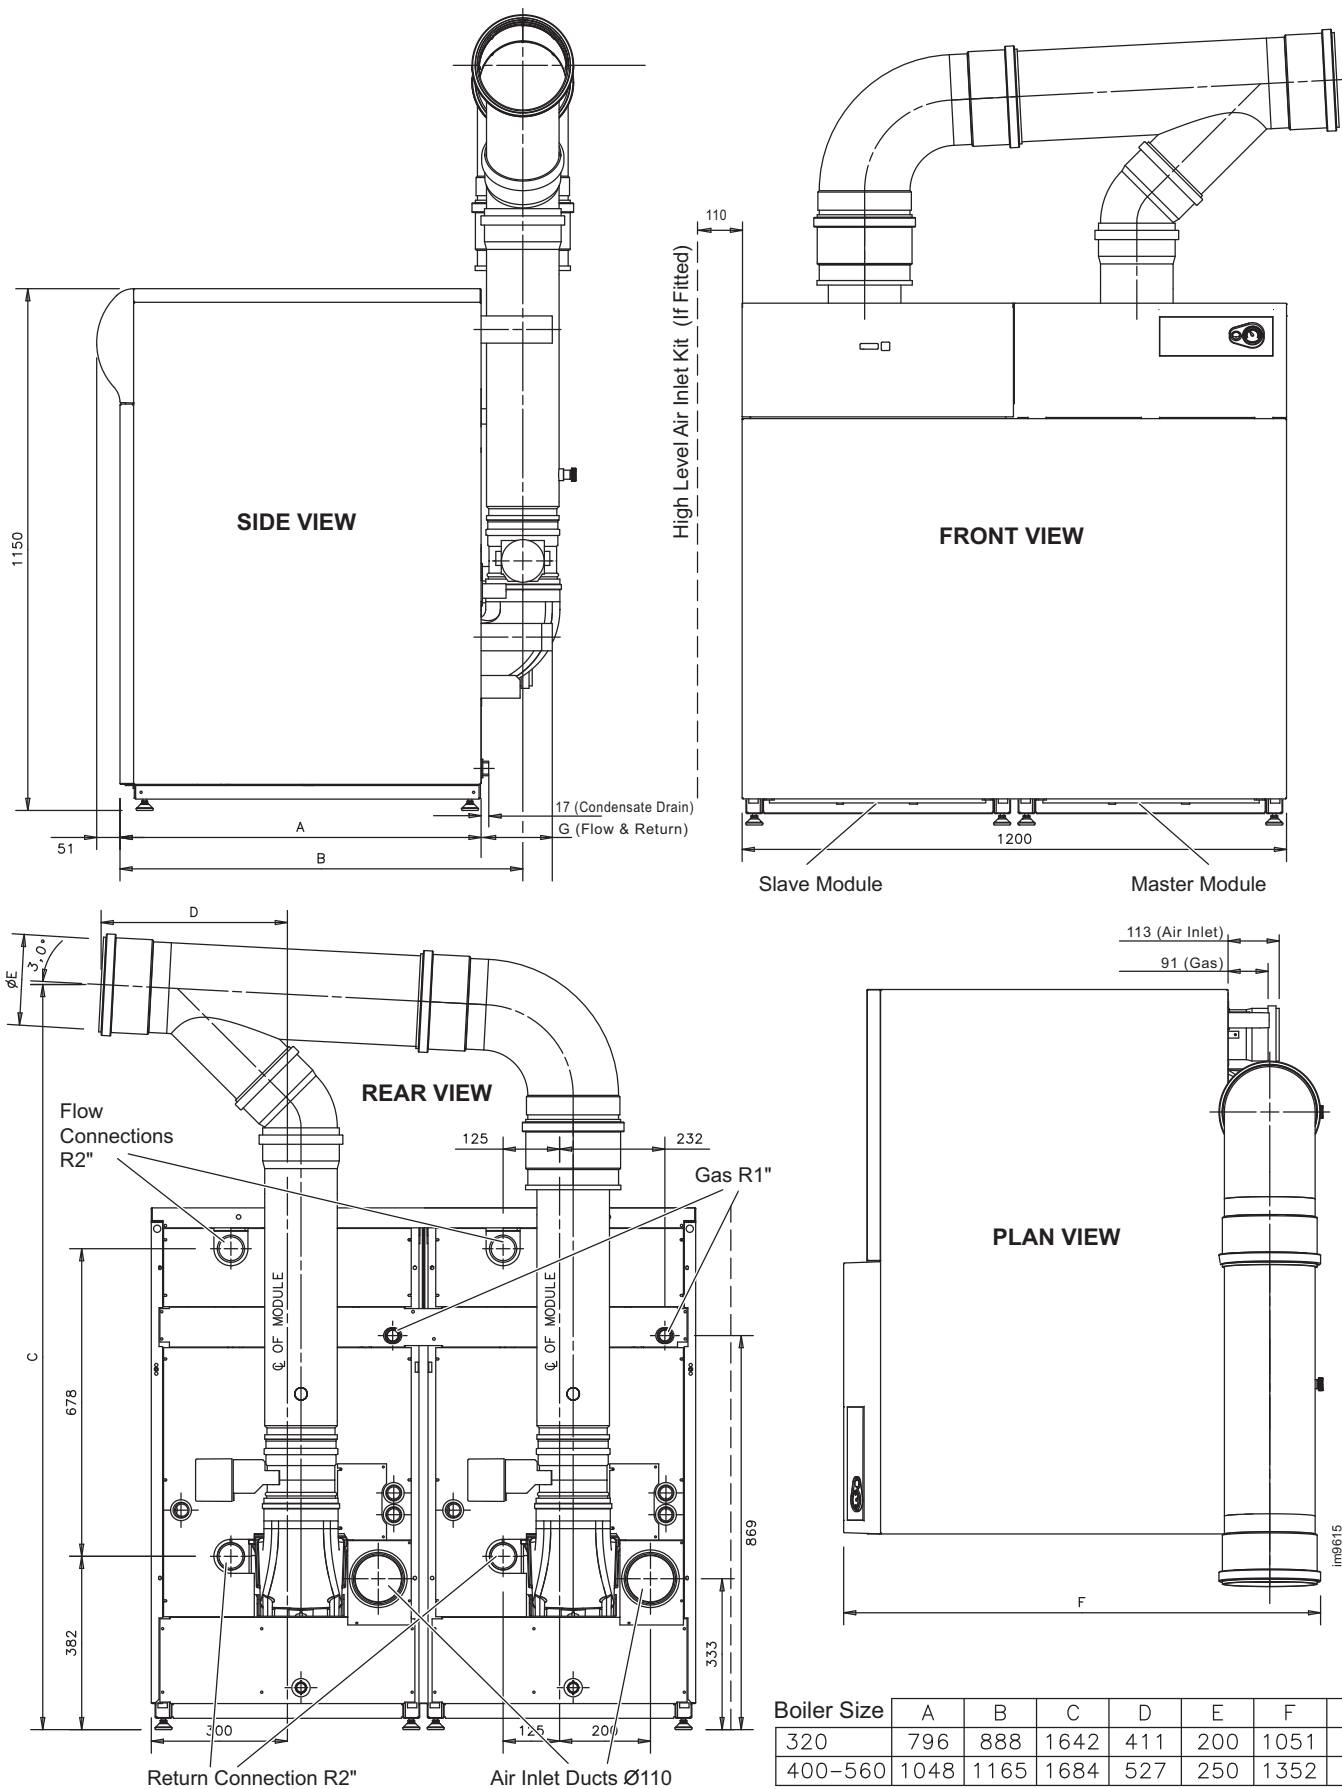 110
High Level Air Inlet Kit (If Fitted)
SIDE VIEW
1150
FRONT VIEW
17 (Condensate Drain)
G (Flow & Return)
A
51
B
1200
Slave Module
Master Module
D
3,0°
ØE
113 (Air Inlet)
91 (Gas)
REAR VIEW
Flow
Connections
R2"
125
232
Gas R1"
PLAN VIEW
℄ OF MODULE
℄ OF MODULE
C
678
869
382
333
300
125
200
Return Connection R2"
Air Inlet Ducts Ø110
F
im9615
Boiler Size A B C D E F
320 796 888 1642 411 200 1051
400-560 1048 1165 1684 527 250 1352